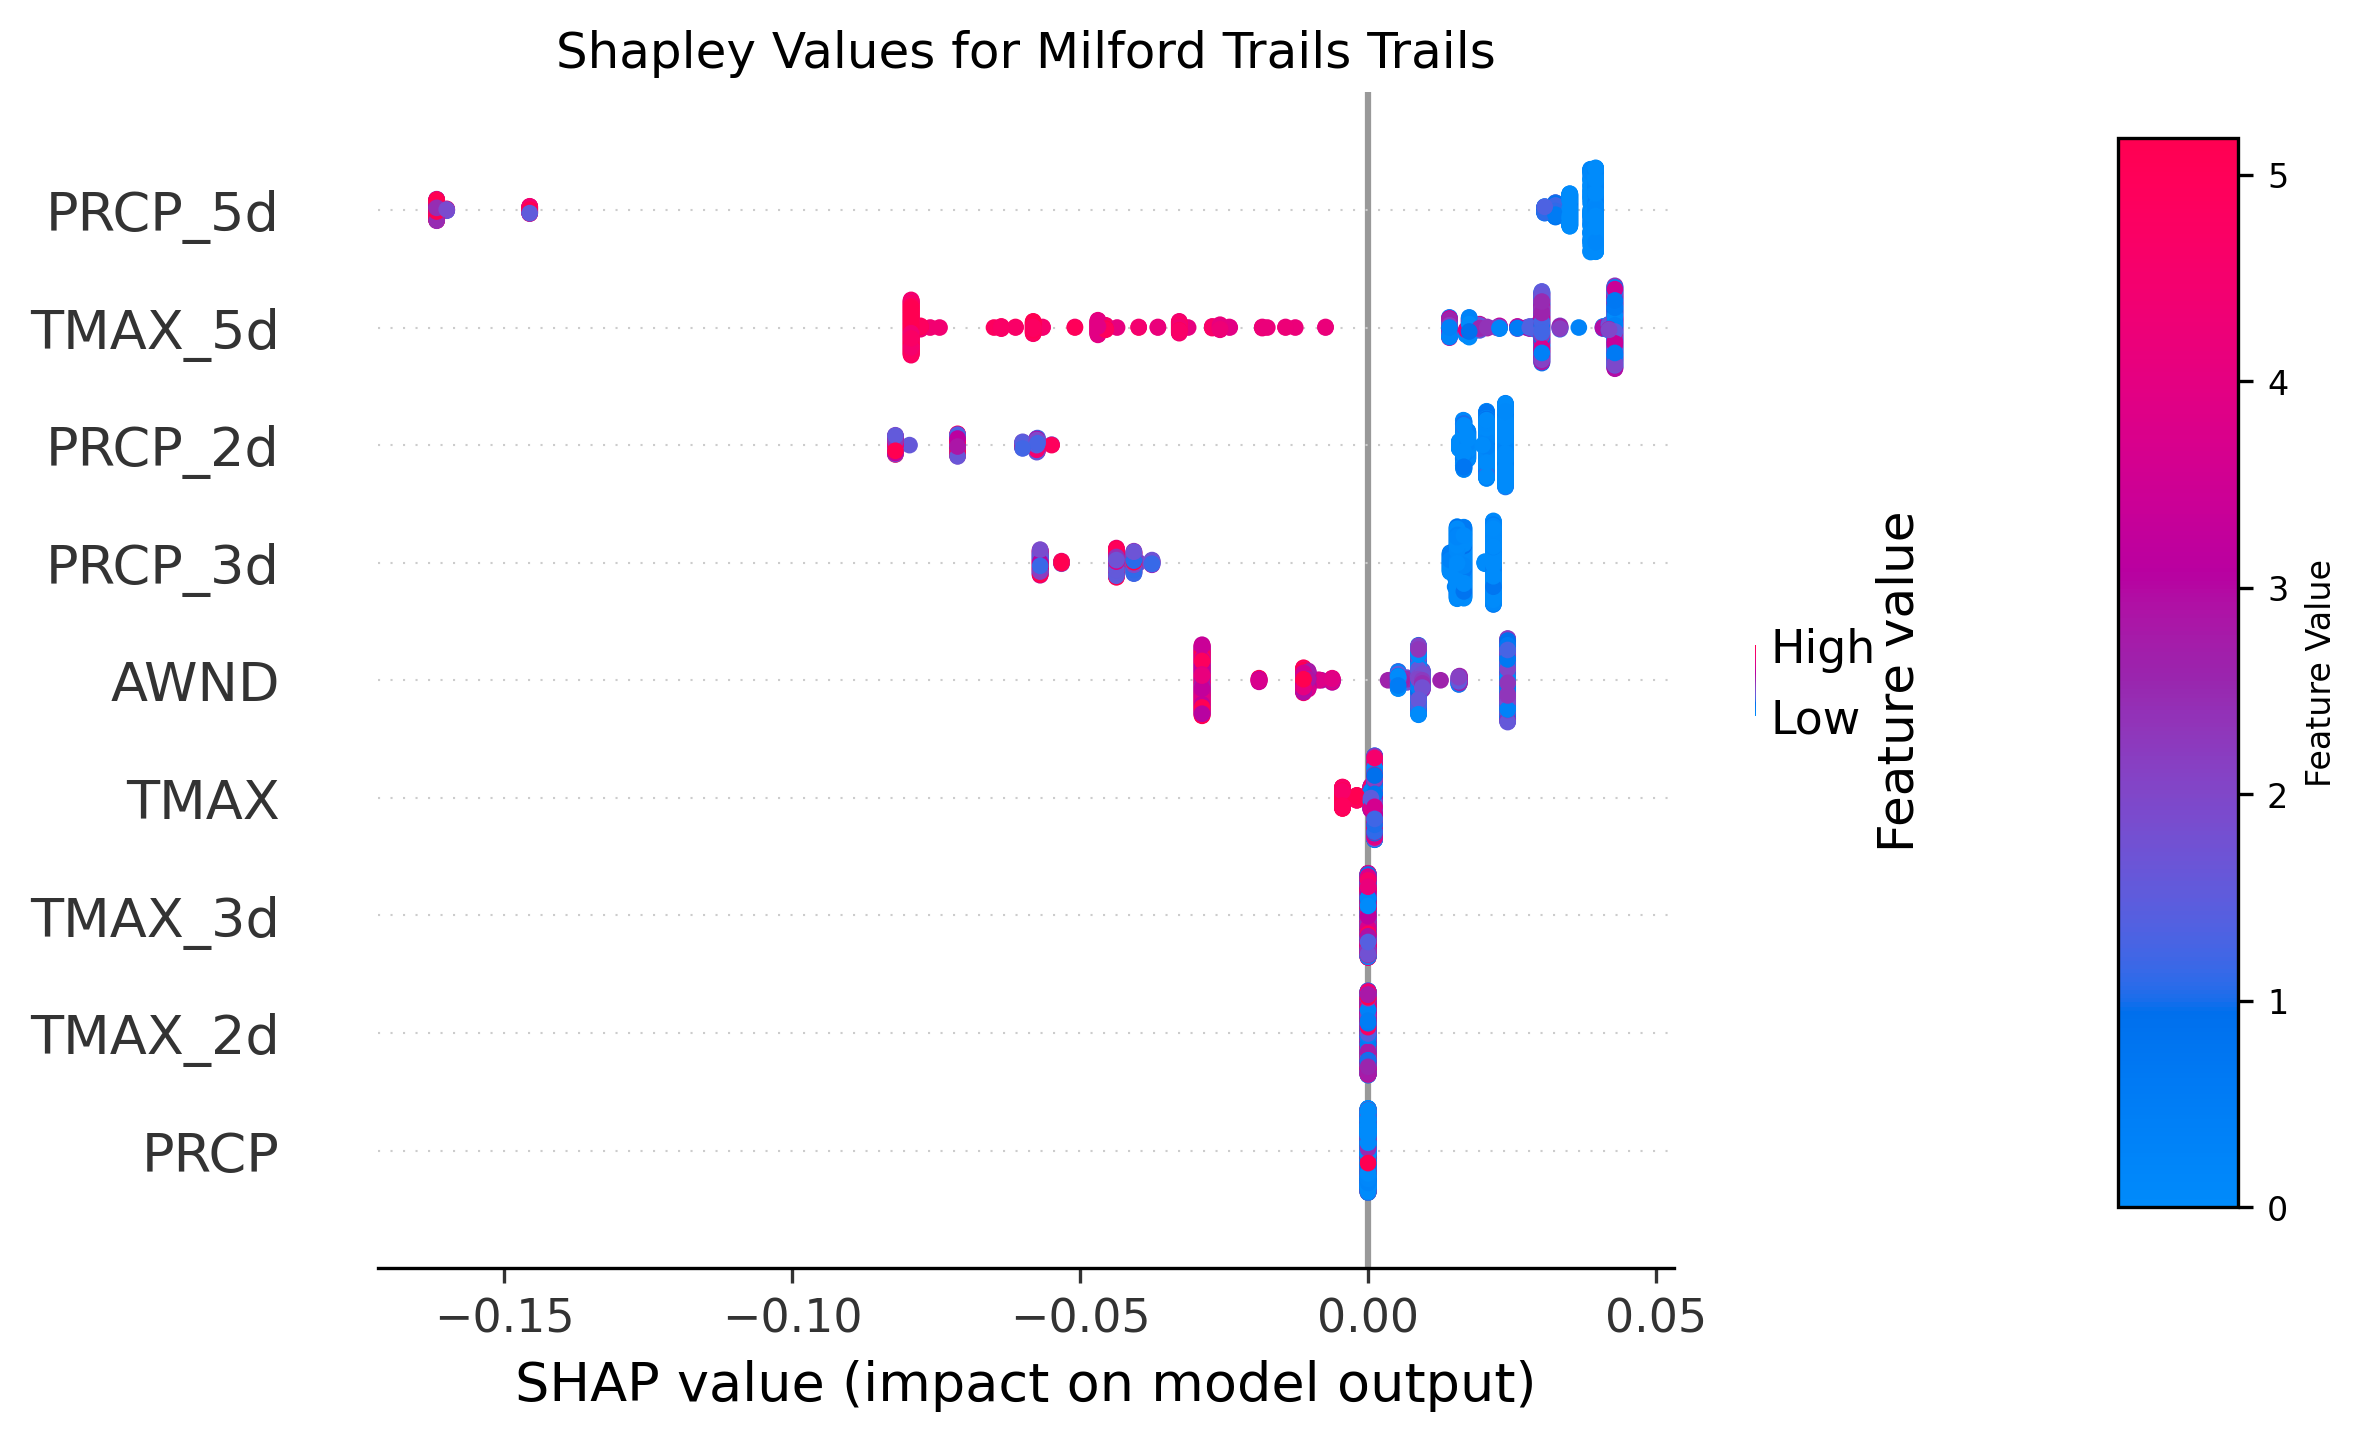 Shapley Values for Milford Trails Trails
PRCP_5d
TMAX_5d
PRCP_2d
PRCP_3d
AWND
TMAX
TMAX_3d
TMAX_2d
PRCP
−0.15
−0.10
−0.05
0.00
0.05
SHAP value (impact on model output)
High
Low
Feature value
5
4
3
2
1
0
Feature Value